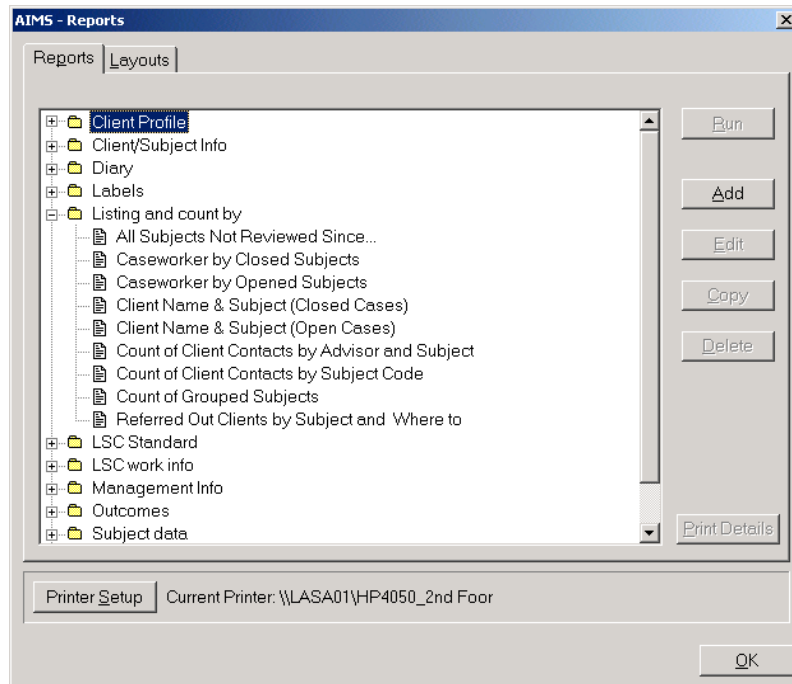 AIMS - Reports
Reports
Layouts
Client Profile
Client/Subject Info
Diary
Labels
Listing and count by
All Subjects Not Reviewed Since...
Caseworker by Closed Subjects
Caseworker by Opened Subjects
Client Name & Subject (Closed Cases)
Client Name & Subject (Open Cases)
Count of Client Contacts by Advisor and Subject
Count of Client Contacts by Subject Code
Count of Grouped Subjects
Referred Out Clients by Subject and Where to
LSC Standard
LSC work info
Management Info
Outcomes
Subject data
Run
Add
Edit
Copy
Delete
Print Details
Printer Setup
Current Printer: \\LASA01\HP4050_2nd Foor
OK